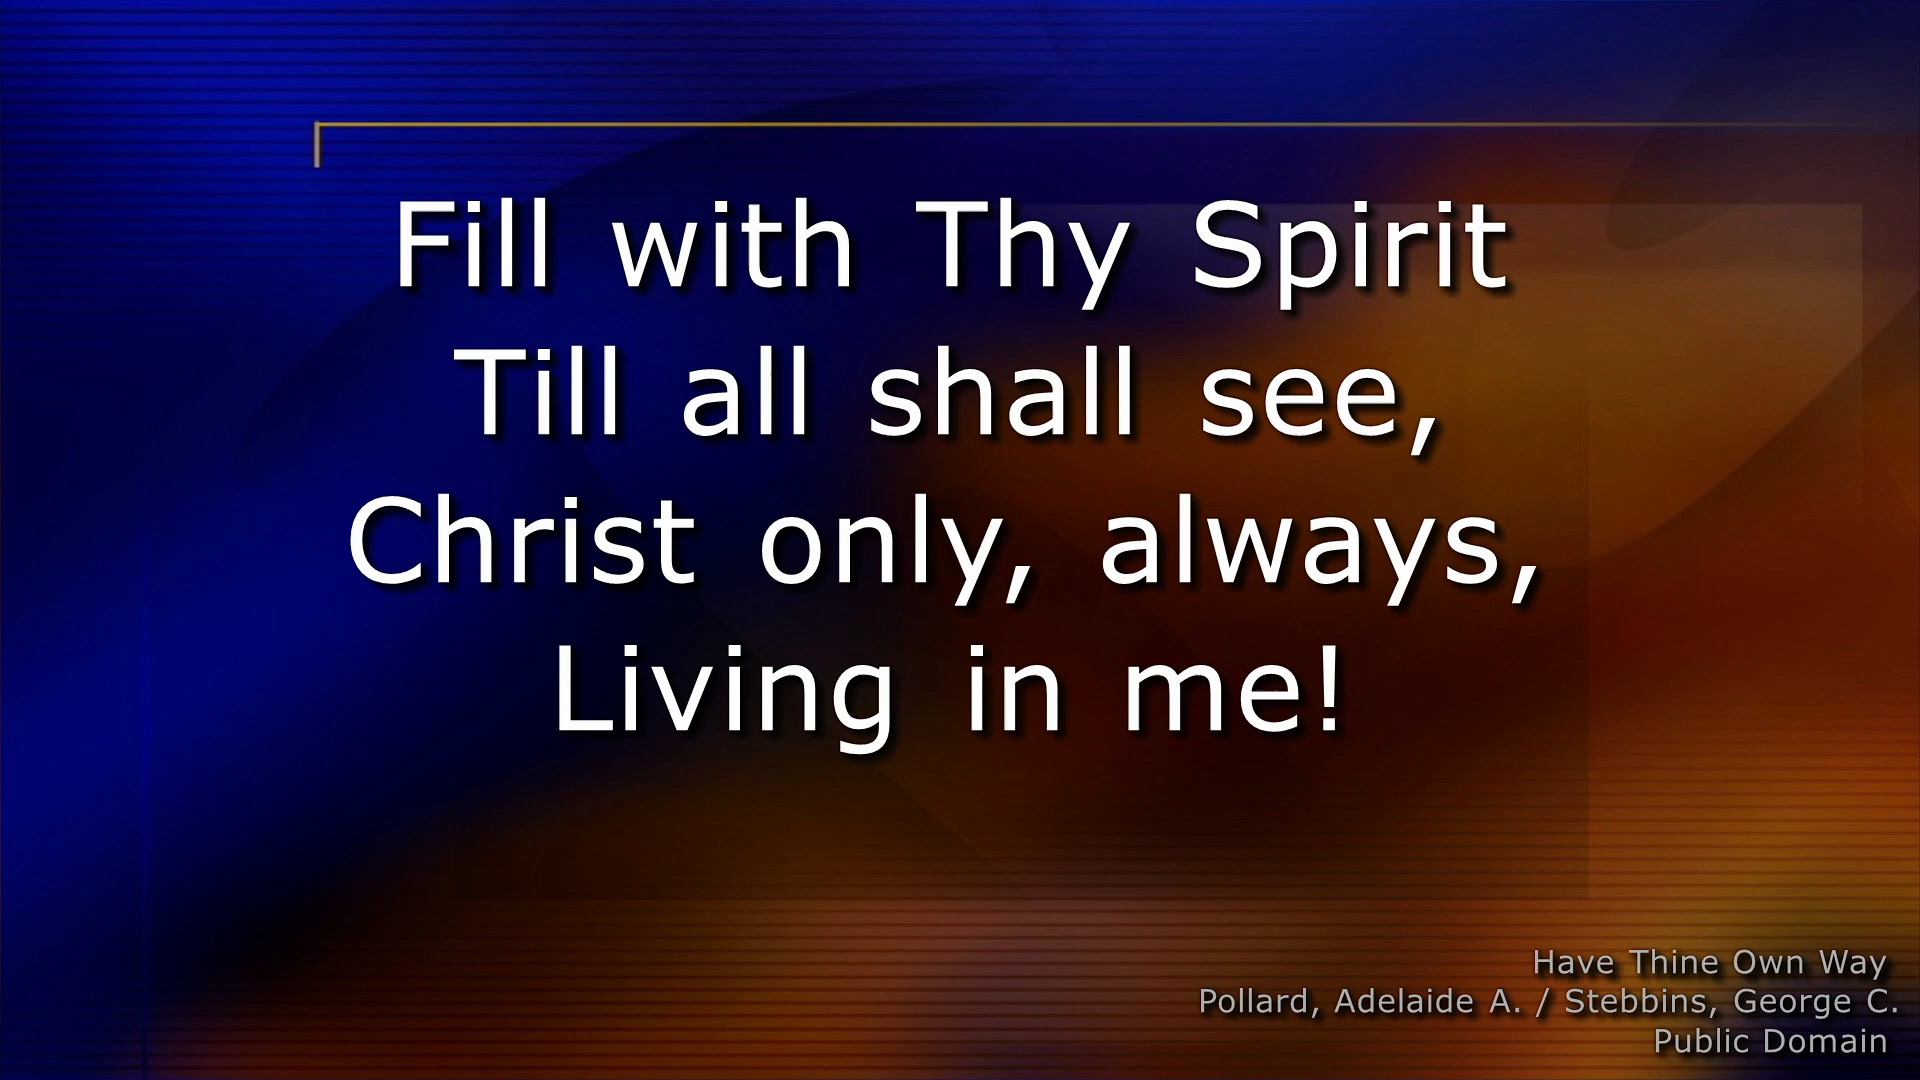 Fill with Thy Spirit
Till all shall see,
Christ only, always,
Living in me!
Have Thine Own Way
Pollard, Adelaide A. / Stebbins, George C.
Public Domain